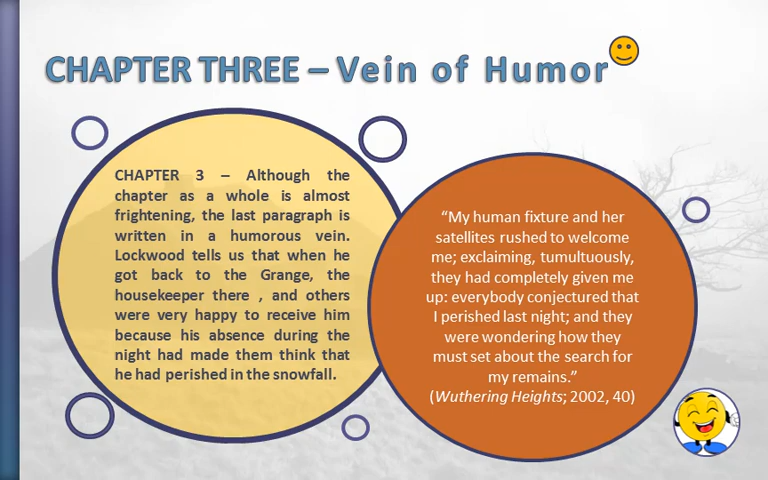 CHAPTER THREE – Vein of Humor
CHAPTER 3 – Although the
chapter as a whole is almost
frightening, the last paragraph is
written in a humorous vein.
Lockwood tells us that when he
got back to the Grange, the
housekeeper there , and others
were very happy to receive him
because his absence during the
night had made them think that
he had perished in the snowfall.
“My human fixture and her
satellites rushed to welcome
me; exclaiming, tumultuously,
they had completely given me
up: everybody conjectured that
I perished last night; and they
were wondering how they
must set about the search for
my remains.”
(Wuthering Heights; 2002, 40)